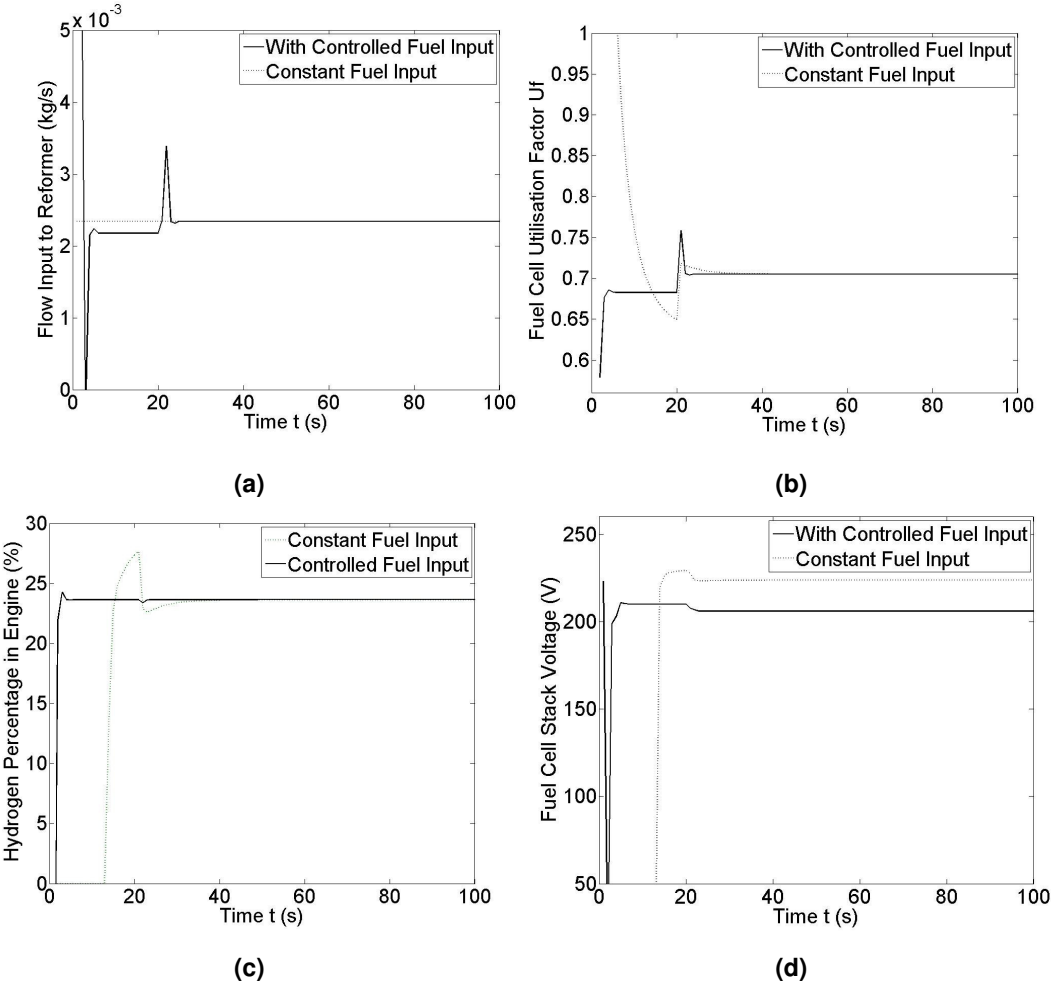 5 x 10-3
With Controlled Fuel Input
Constant Fuel Input
Flow Input to Reformer (kg/s)
4
3
2
1
0
0 20 40 60 80 100
Time t (s)
(a)
1
With Controlled Fuel Input
Constant Fuel Input
Fuel Cell Utilisation Factor Uf
0.95
0.9
0.85
0.8
0.75
0.7
0.65
0.6
0 20 40 60 80 100
Time t (s)
(b)
30
Constant Fuel Input
Controlled Fuel Input
Hydrogen Percentage in Engine (%)
25
20
15
10
5
0
0 20 40 60 80 100
Time t (s)
(c)
250
With Controlled Fuel Input
Constant Fuel Input
Fuel Cell Stack Voltage (V)
200
150
100
50
0 20 40 60 80 100
Time t (s)
(d)